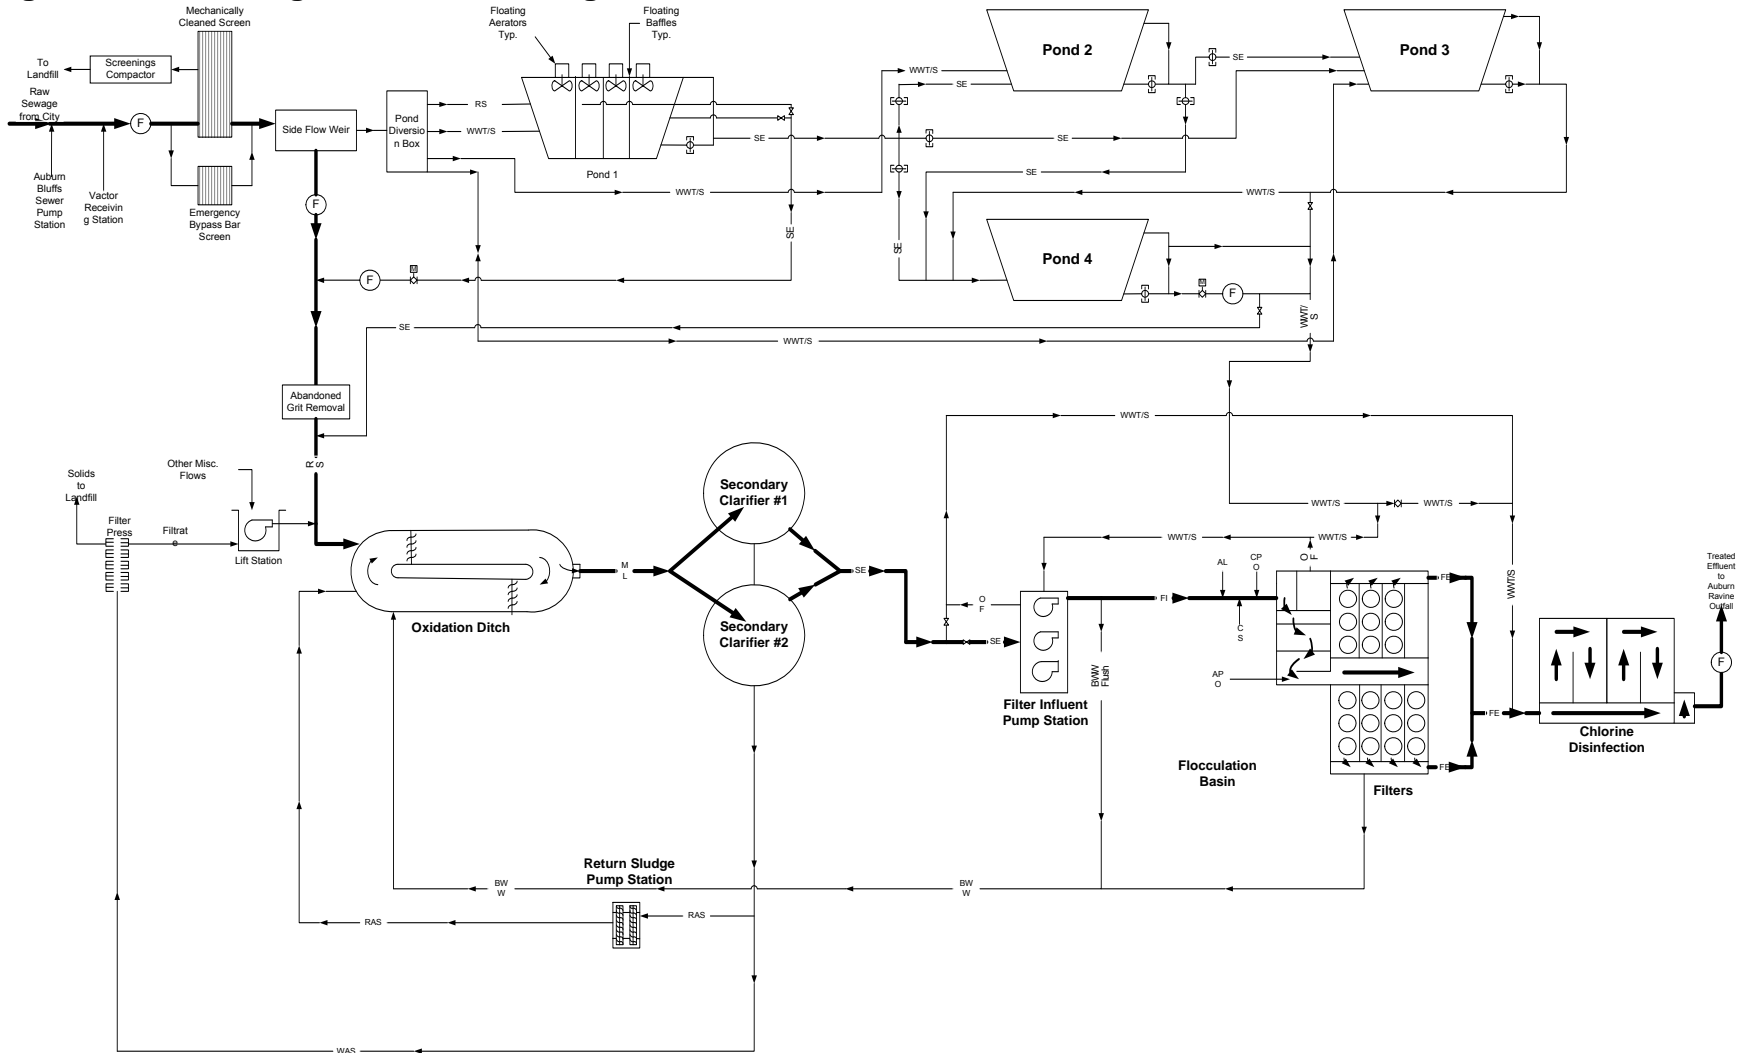 Mechanically
Cleaned Screen
Floating
Aerators
Typ.
Floating
Baffles
Typ.
Pond 2
Pond 3
To
Landfill
Screenings
Compactor
SE
WWT/S
SE
Raw
Sewage
from City
F
Side Flow Weir
Pond
Diversio
n Box
RS
WWT/S
SE
SE
Pond 1
SE
WWT/S
WWT/S
Auburn
Bluffs
Sewer
Pump
Station
Vactor
Receivin
g Station
Emergency
Bypass Bar
Screen
F
SE
SE
Pond 4
F
M
M
F
SE
WWT/S
WWT/
S
Abandoned
Grit Removal
WWT/S
R
S
Solids
to
Landfill
Other Misc.
Flows
Filter
Press
Filtrat
e
Lift Station
Secondary
Clarifier #1
WWT/S
WWT/S
WWT/S
WWT/S
O
F
M
L
SE
AL
CP
O
WWT/S
Treated
Effluent
to
Auburn
Ravine
Outfall
O
F
FI
FE
C
S
Oxidation Ditch
Secondary
Clarifier #2
SE
BWW
Flush
AP
O
F
Filter Influent
Pump Station
FE
Chlorine
Disinfection
Flocculation
Basin
FE
Filters
Return Sludge
Pump Station
BW
W
BW
W
RAS
RAS
WAS